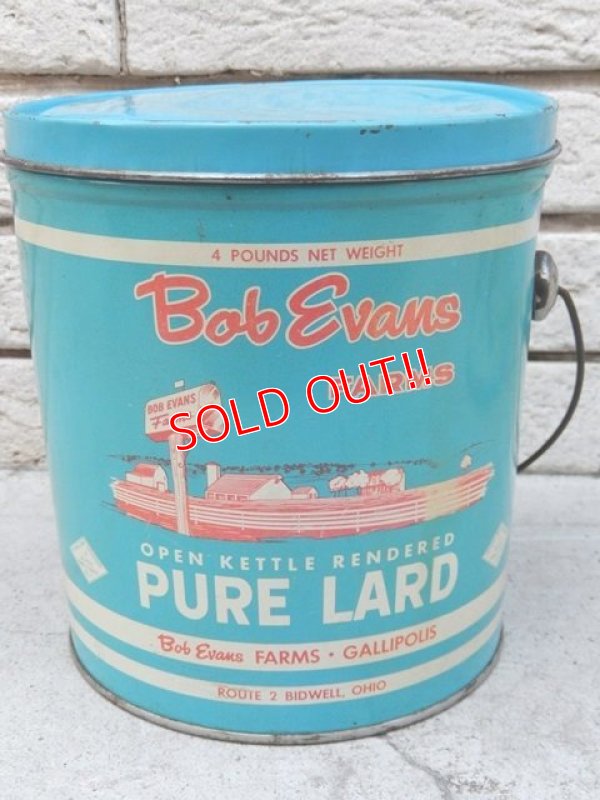 4 POUNDS NET WEIGHT
Bob Evans
FARMS
BOB EVANS
SOLD OUT!!
OPEN KETTLE RENDERED
PURE LARD
Bob Evans FARMS • GALLIPOLIS
ROUTE 2 BIDWELL, OHIO